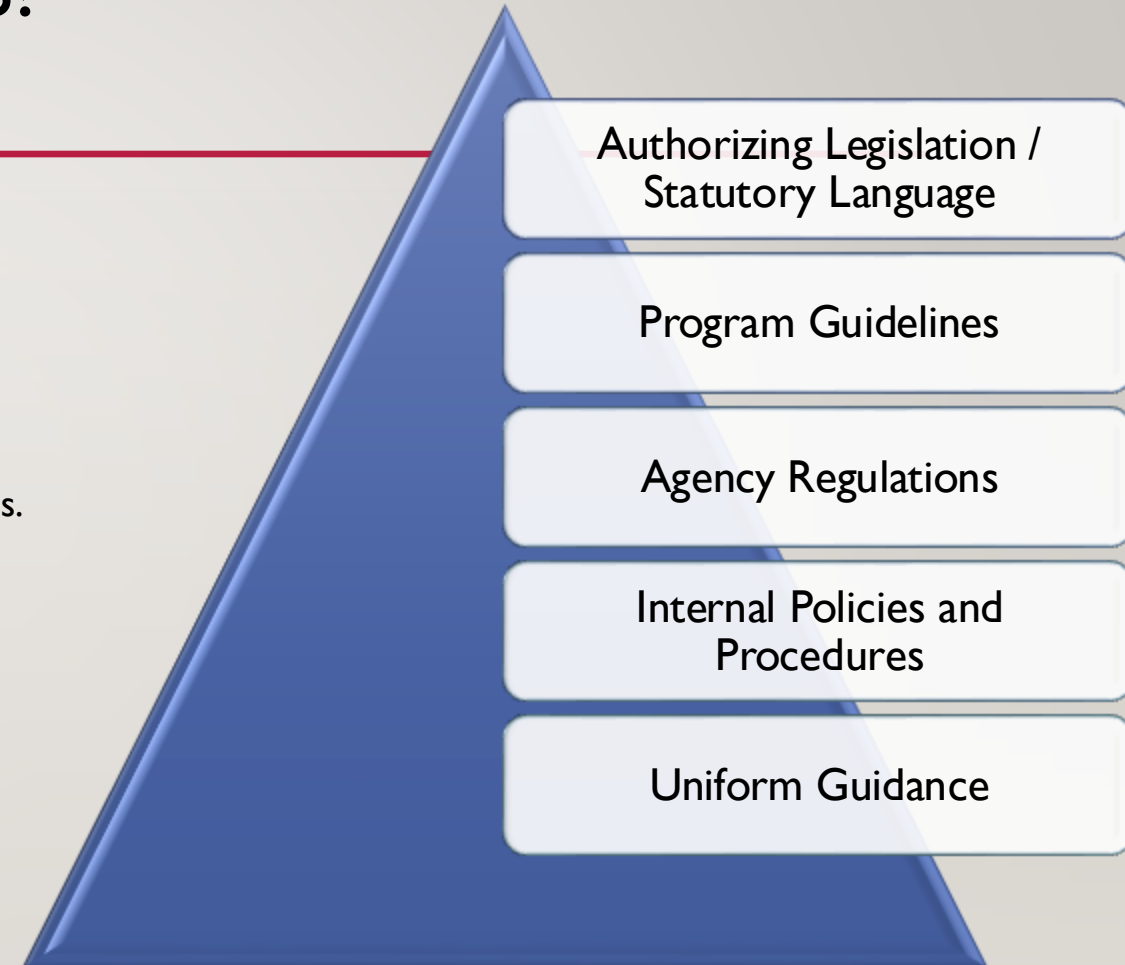 s.
Authorizing Legislation /
Statutory Language
Program Guidelines
Agency Regulations
Internal Policies and
Procedures
Uniform Guidance